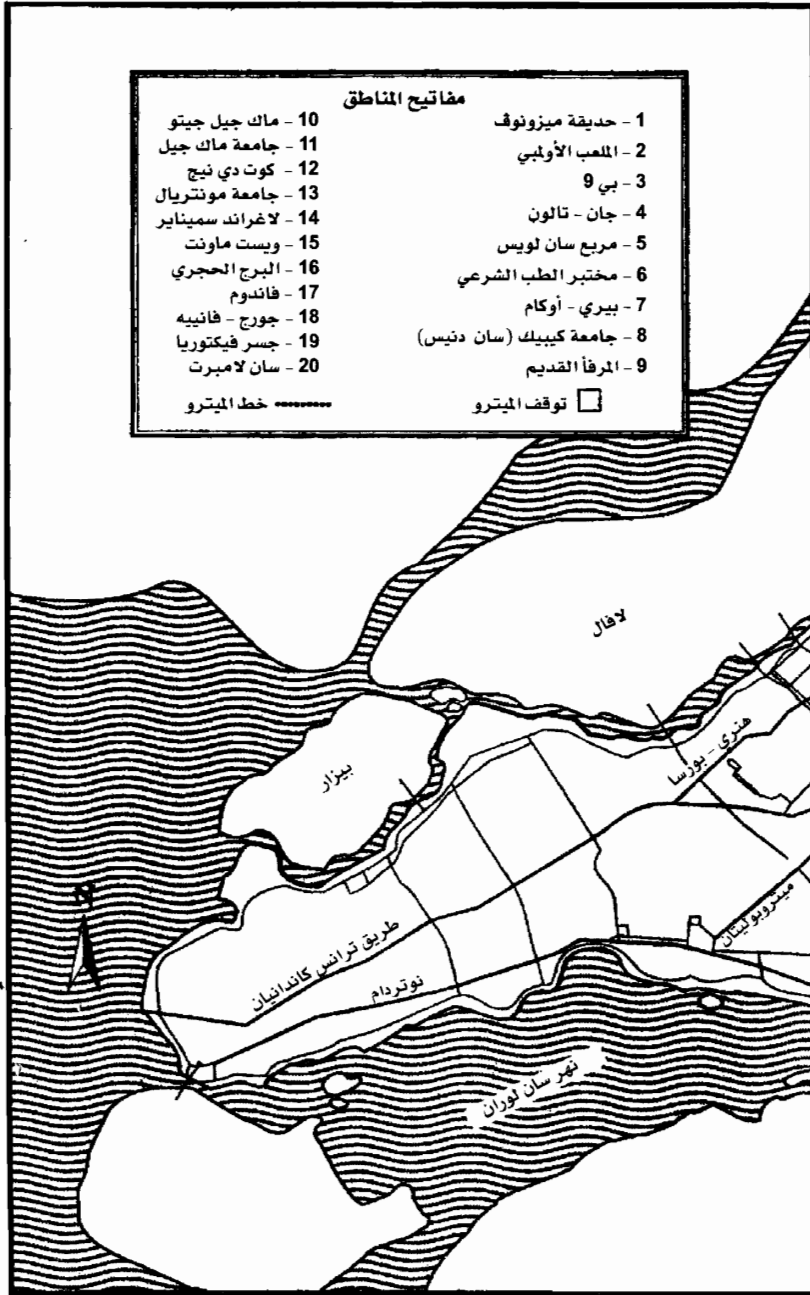 مفاتيح المناطق
1 - حديقة ميزونوڤ
2 - الملعب الأولمبي
3 - بي 9
4 - جان - تالون
5 - مربع سان لويس
6 - مختبر الطب الشرعي
7 - بيري - أوكام
8 - جامعة كيبيك (سان دنيس)
9 - المرفأ القديم
توقف الميترو
10 - ماك جيل جيتو
11 - جامعة ماك جيل
12 - كوت دي نيج
13 - جامعة مونتريال
14 - لاغراند سميناير
15 - ويست ماونت
16 - البرج الحجري
17 - فاندوم
18 - جورج - فانييه
19 - جسر فيكتوريا
20 - سان لامبرت
خط الميترو
لافال
هنري - بورسا
بيزار
ميتروبوليتان
طريق ترانس كاندانيان
نوتردام
نهر سان لوران